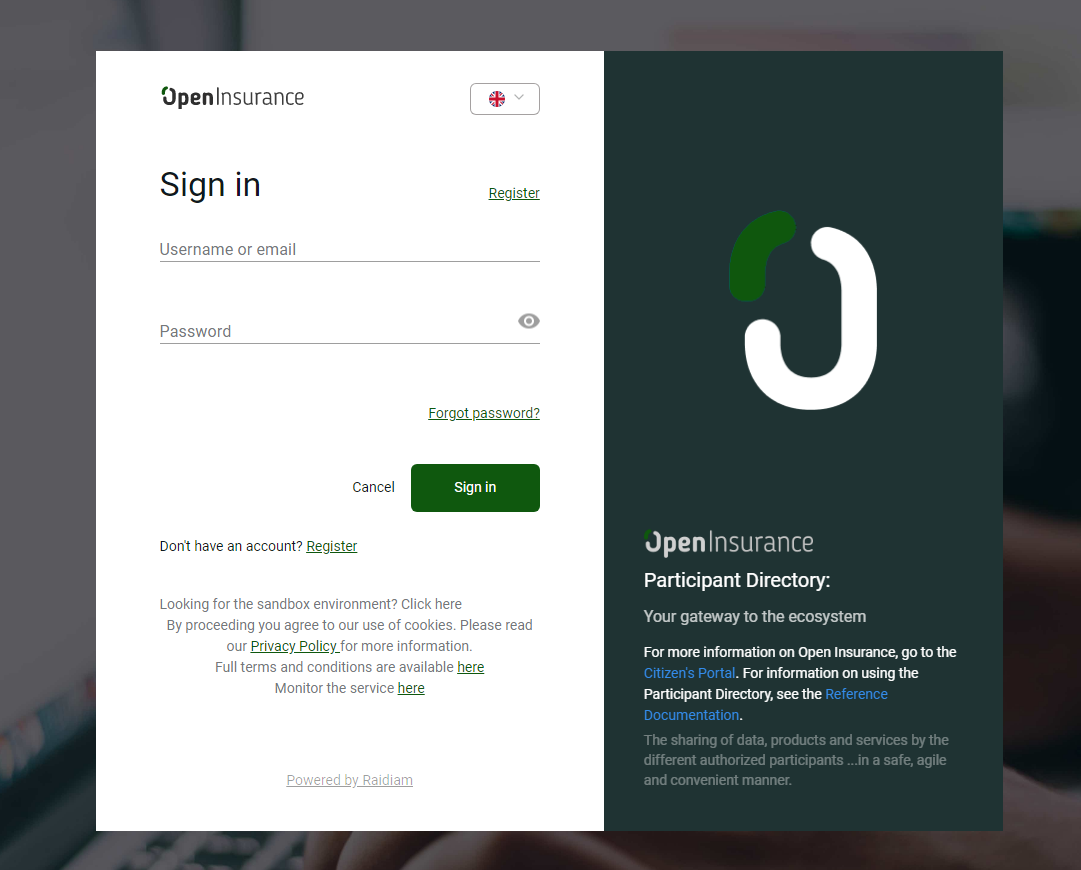 OpenInsurance
Sign in
Register
Username or email
Password
Forgot password?
Cancel
Sign in
Don't have an account? Register
Looking for the sandbox environment? Click here
By proceeding you agree to our use of cookies. Please read
our Privacy Policy for more information.
Full terms and conditions are available here
Monitor the service here
Powered by Raidiam
OpenInsurance
Participant Directory:
Your gateway to the ecosystem
For more information on Open Insurance, go to the
Citizen's Portal. For information on using the
Participant Directory, see the Reference
Documentation.
The sharing of data, products and services by the
different authorized participants ...in a safe, agile
and convenient manner.